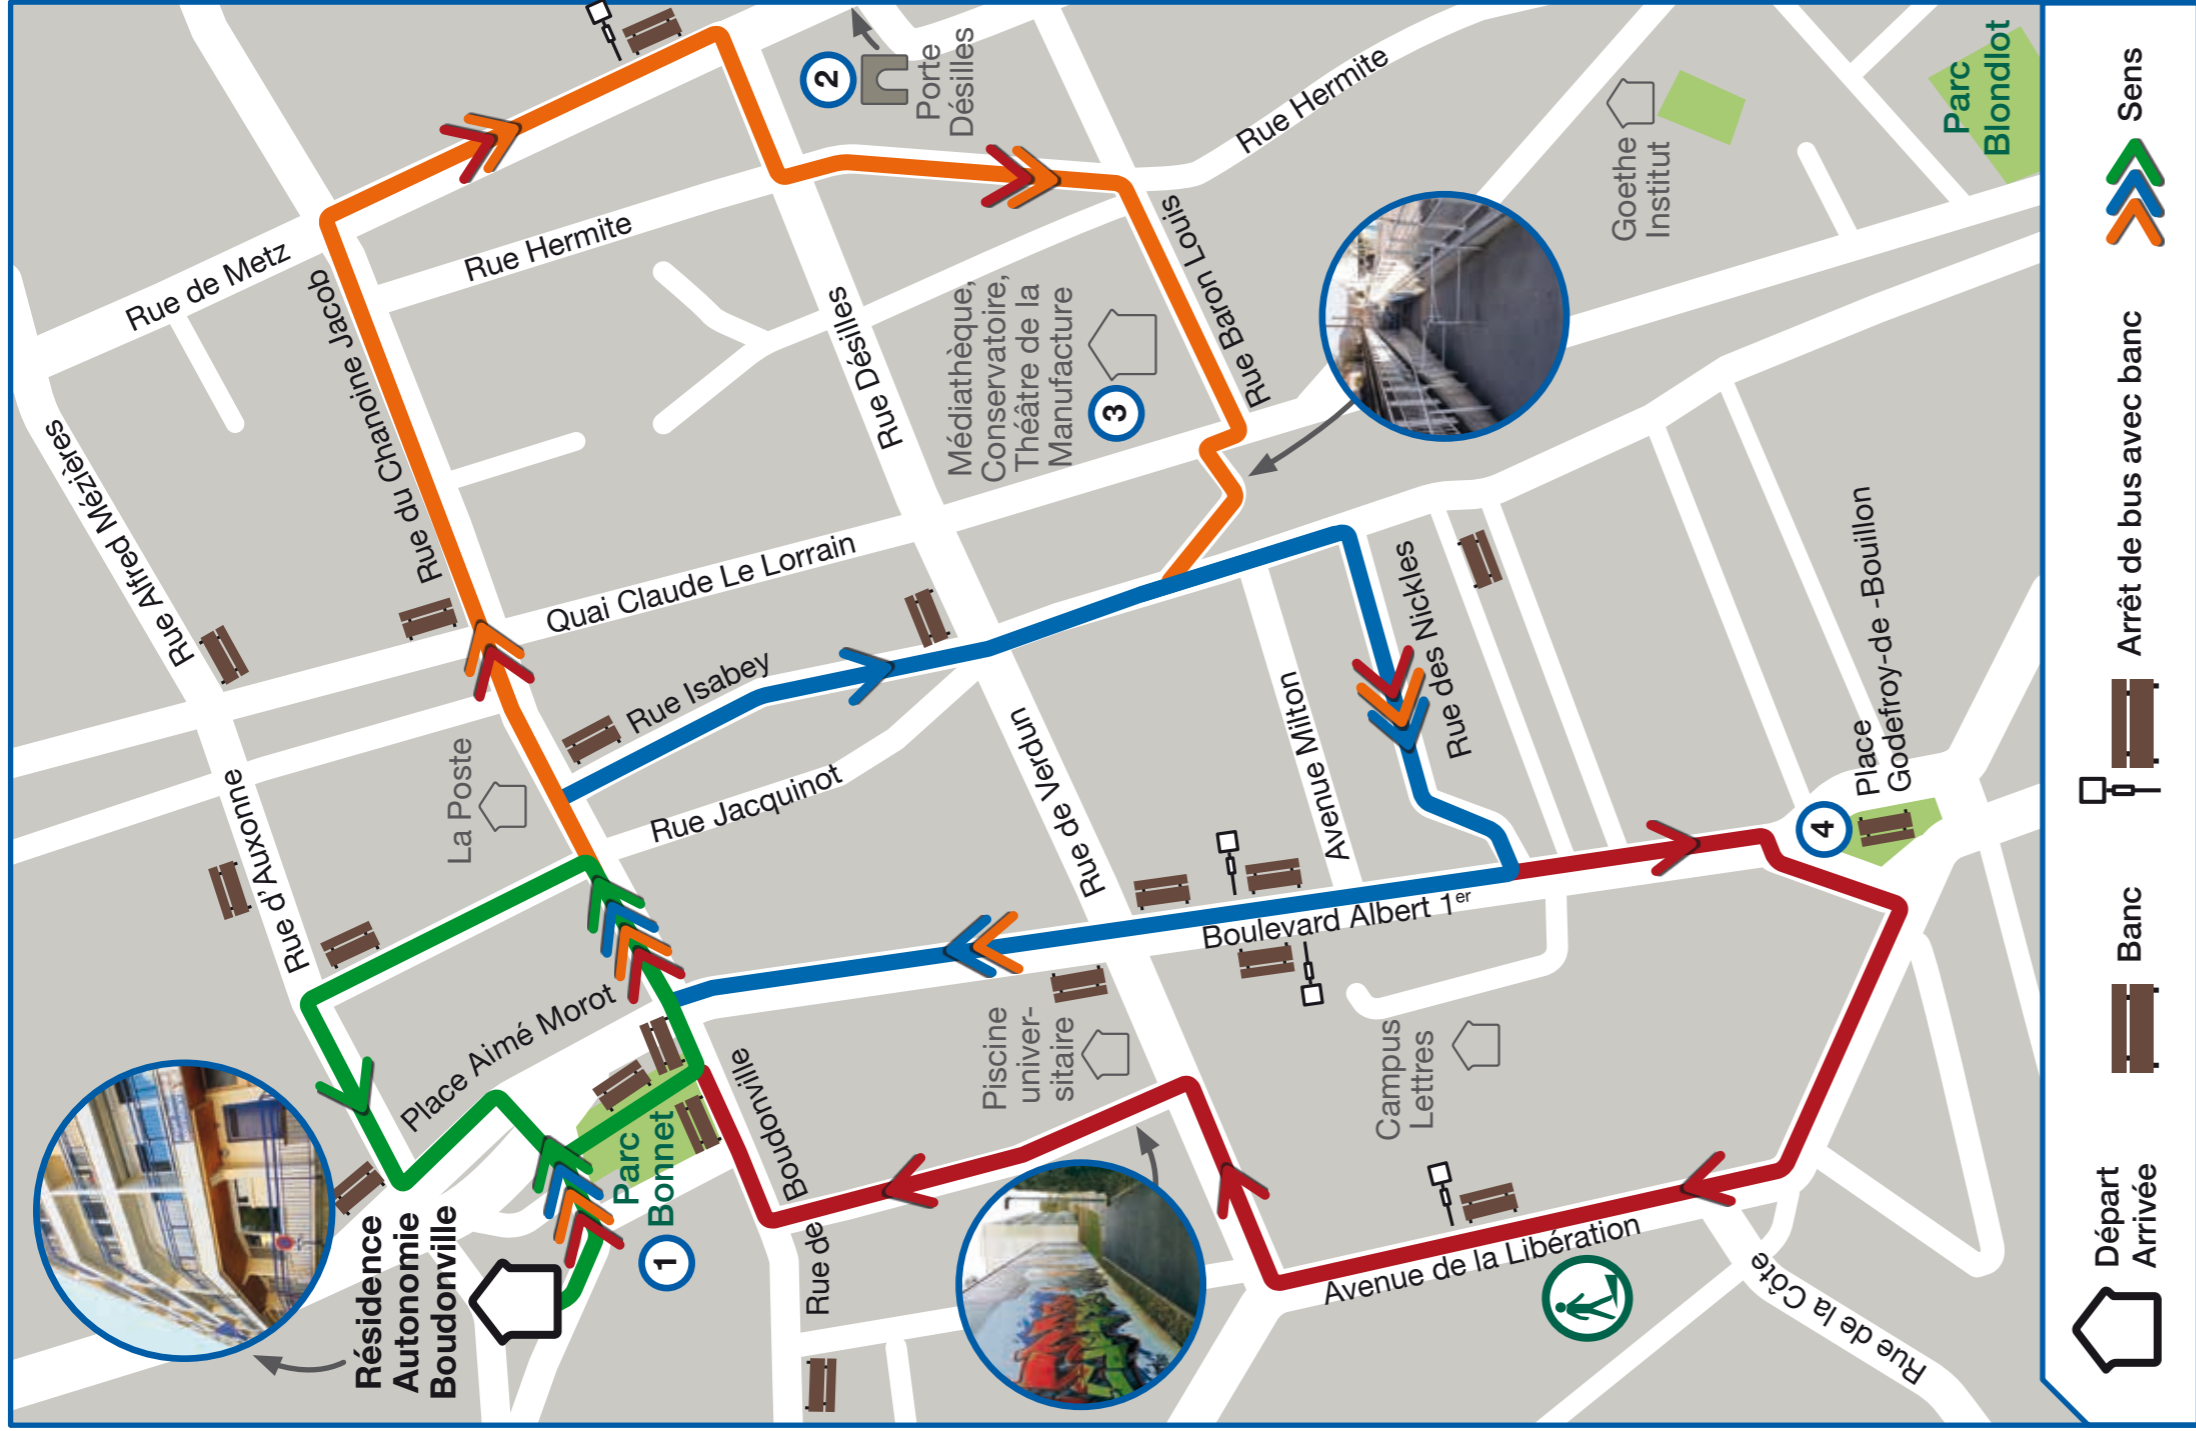 Rue Alfred Mézières
Rue de Metz
Rue du Chanoine Jacob
Rue Hermite
Rue Désilles
2
Porte
Désilles
Rue Hermite
Médiathèque,
Conservatoire,
Théâtre de la
Manufacture
3
Rue Baron Louis
Goethe
Institut
Parc
Blondlot
Rue d'Auxonne
La Poste
Quai Claude Le Lorrain
Rue Isabey
Rue Jacquinot
Rue de Verdun
Avenue Milton
Rue des Nickles
Place
Godefroy-de -Bouillon
4
Boulevard Albert 1er
Place Aimé Morot
Résidence
Autonomie
Boudonville
Parc
Bonnet
1
Rue de Boudonville
Piscine
univer-
sitaire
Campus
Lettres
Avenue de la Libération
Rue de la Côte
Départ
Arrivée
Banc
Arrêt de bus avec banc
Sens